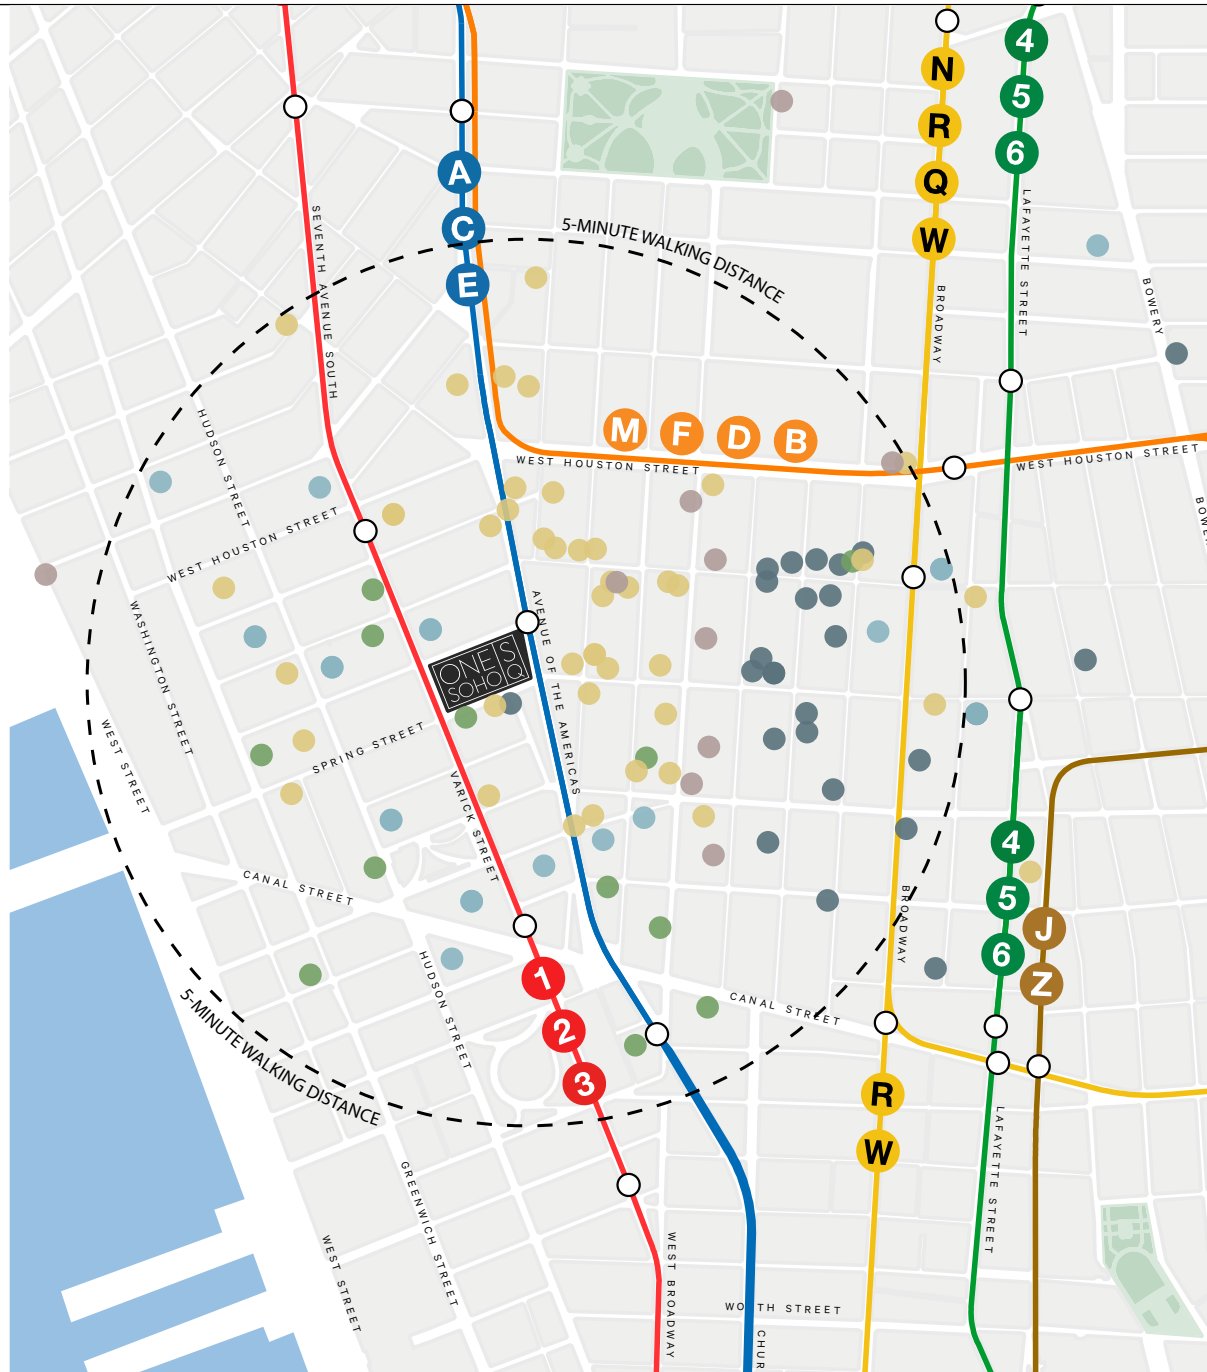 N
R
Q
W
4
5
6
A
C
E
5-MINUTE WALKING DISTANCE
SEVENTH AVENUE SOUTH
LAFAYETTE STREET
BROADWAY
BOWERY
M F D B
WEST HOUSTON STREET
WEST HOUSTON STREET
HUDSON STREET
WEST HOUSTON STREET
WASHINGTON STREET
AVENUE OF THE AMERICAS
ONE
SOHO
SPRING STREET
WEST STREET
VARICK STREET
CANAL STREET
4
5
6
J
Z
BROADWAY
HUDSON STREET
1
2
3
CANAL STREET
5-MINUTE WALKING DISTANCE
R
W
LAFAYETTE STREET
GREENWICH STREET
WEST STREET
WEST BROADWAY